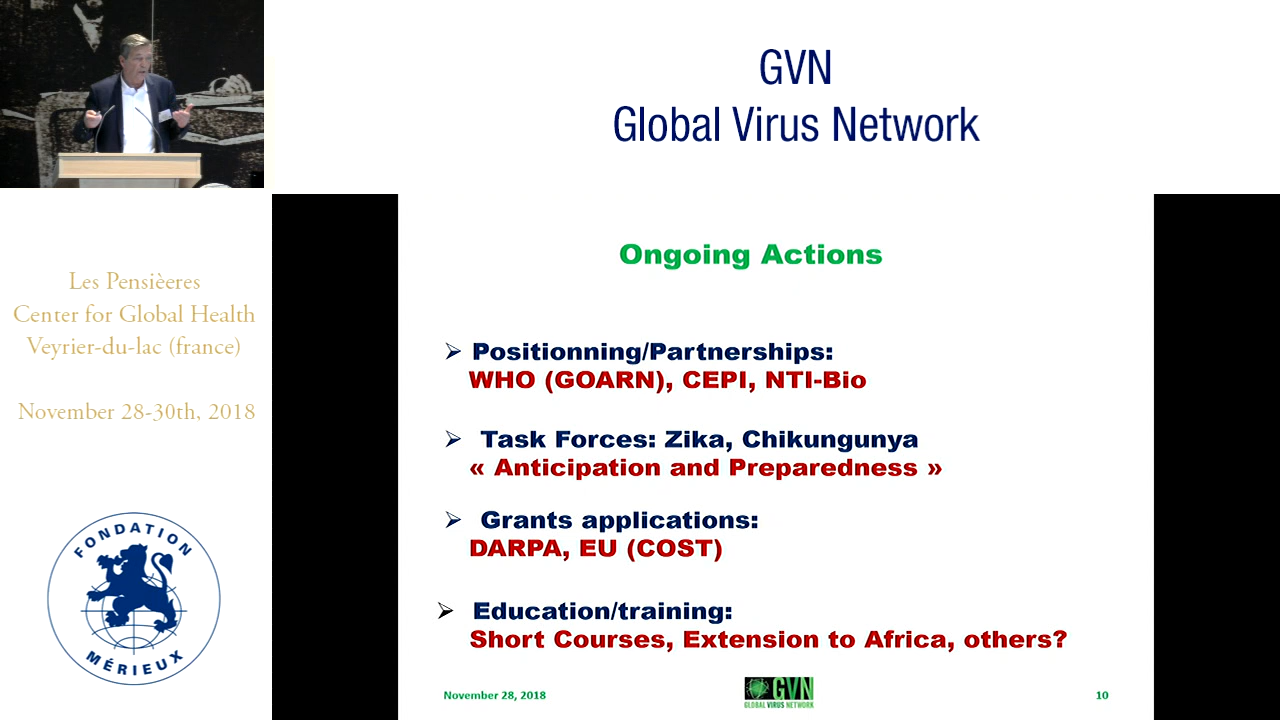 GVN
Global Virus Network
Les Pensièeres
Center for Global Health
Veyrier-du-lac (france)
November 28-30th, 2018
FONDATION
MÉRIEUX
Ongoing Actions
➢ Positionning/Partnerships:
WHO (GOARN), CEPI, NTI-Bio
➢ Task Forces: Zika, Chikungunya
« Anticipation and Preparedness »
➢ Grants applications:
DARPA, EU (COST)
➢ Education/training:
Short Courses, Extension to Africa, others?
November 28, 2018
GVN
GLOBAL VIRUS NETWORK
10